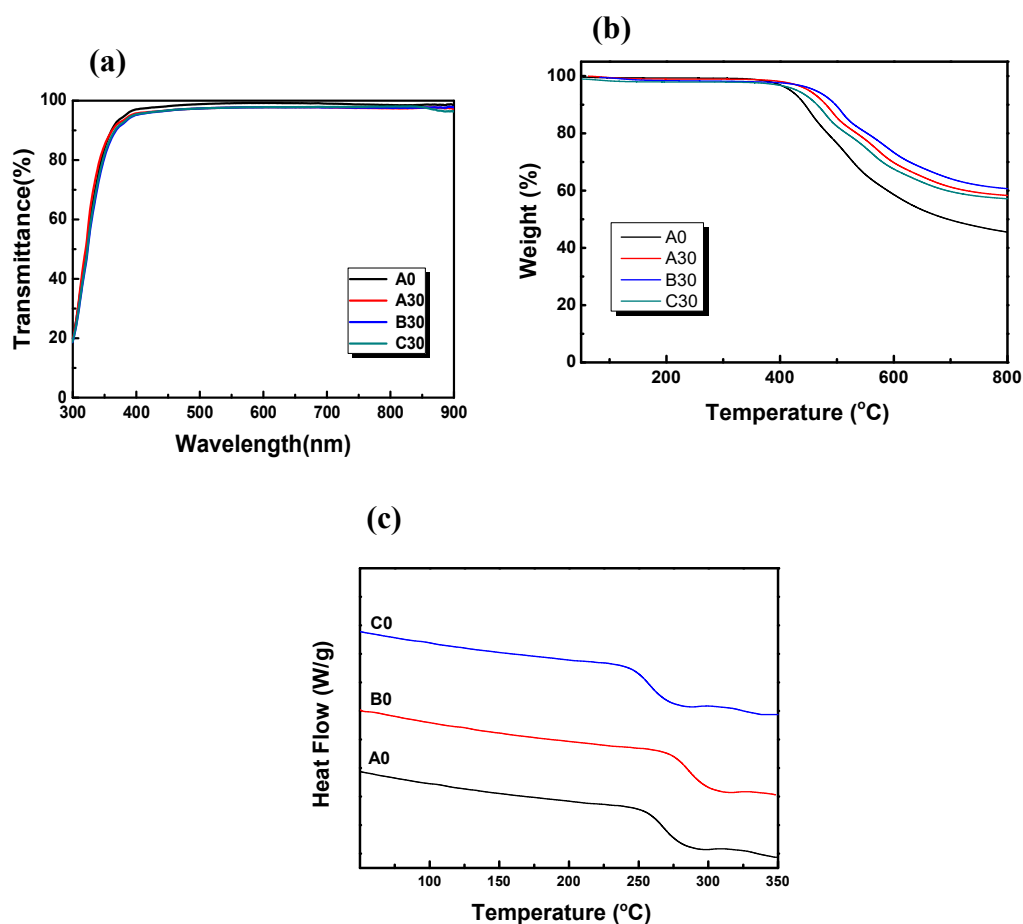 (a)
100
80
60
40
20
0
Transmittance(%)
300 400 500 600 700 800 900
Wavelength(nm)
A0
A30
B30
C30
(b)
100
80
60
40
20
0
Weight (%)
200 400 600 800
Temperature (°C)
A0
A30
B30
C30
(c)
Heat Flow (W/g)
C0
B0
A0
100 150 200 250 300 350
Temperature (°C)